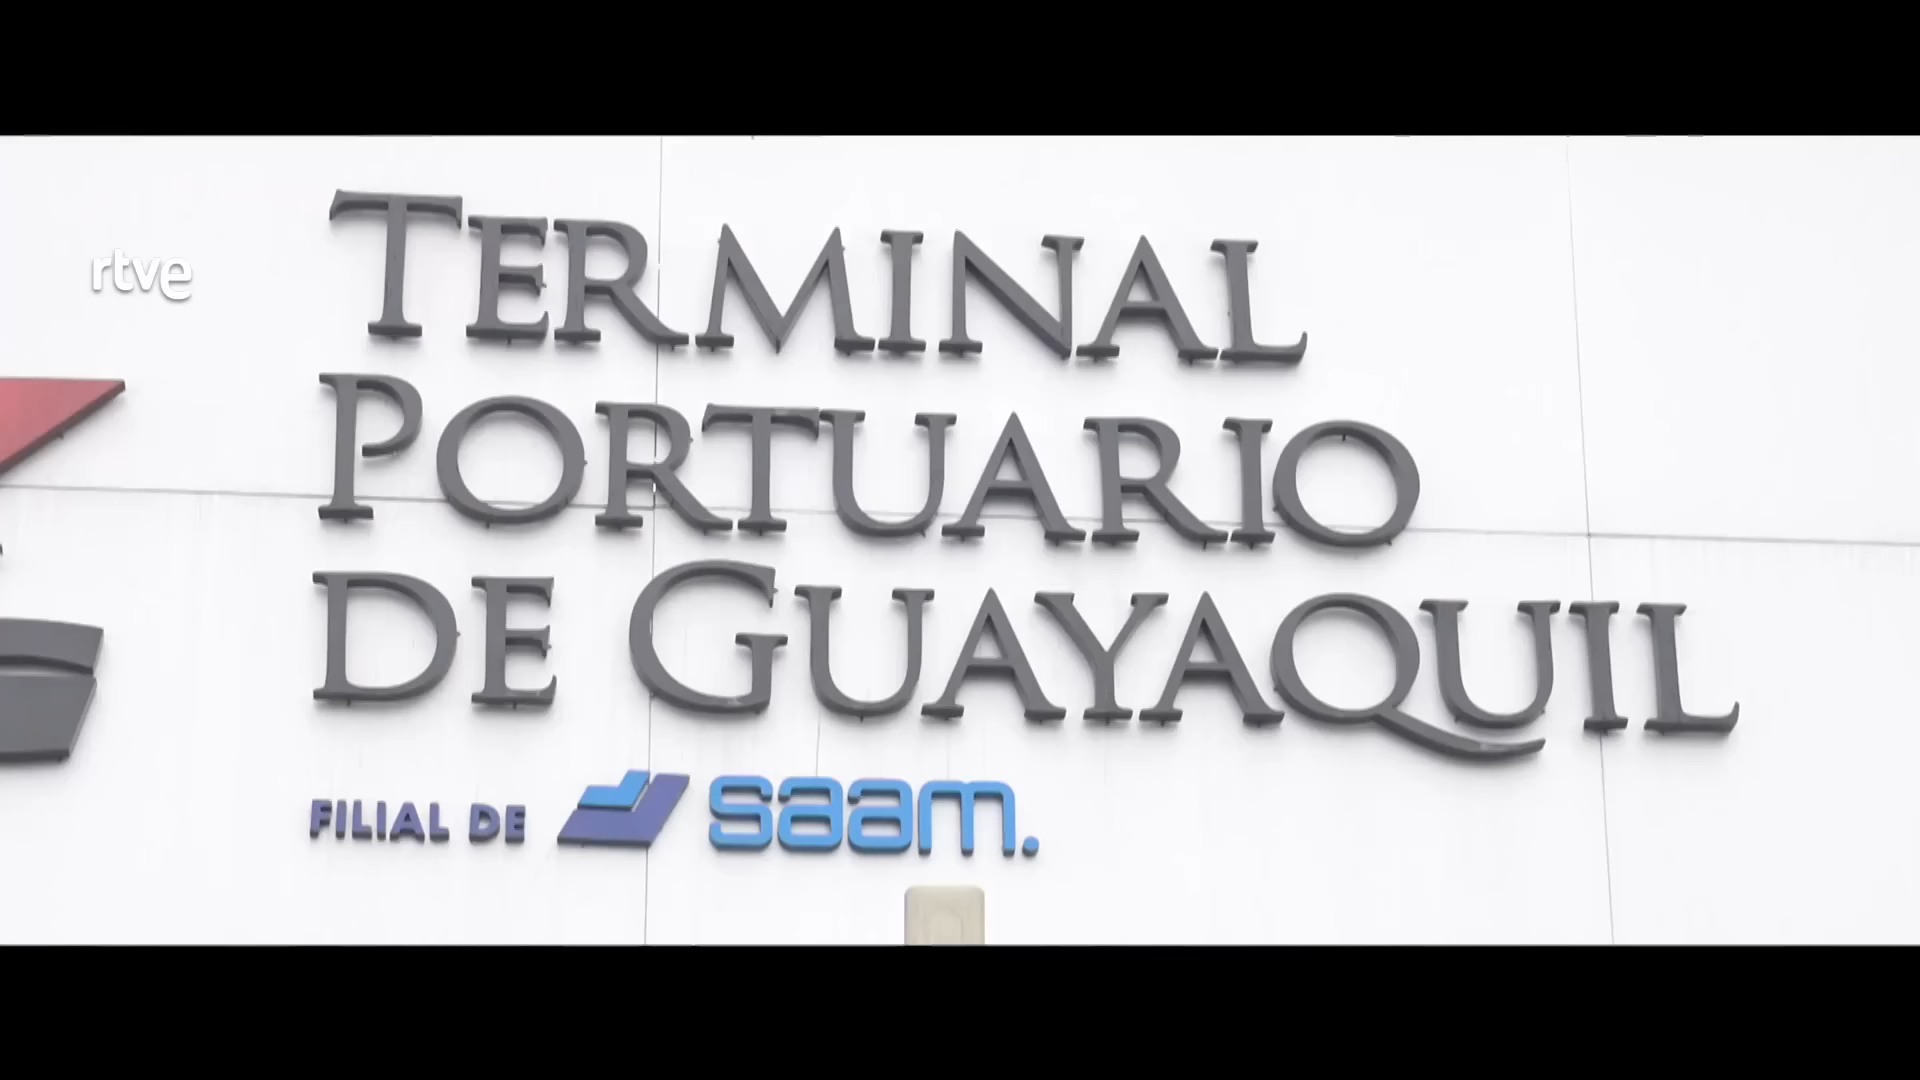 rtve
TERMINAL
PORTUARIO
DE GUAYAQUIL
FILIAL DE saam.